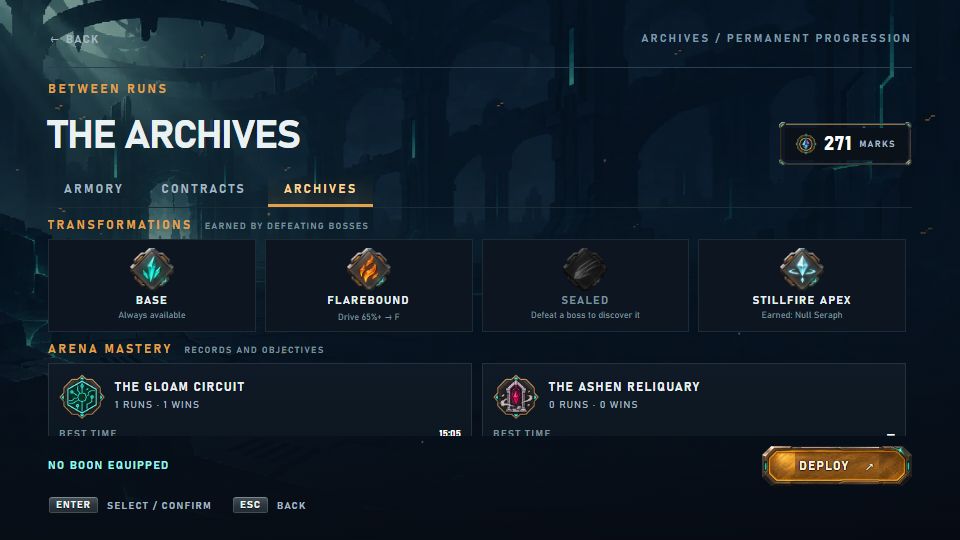 ← BACK
ARCHIVES / PERMANENT PROGRESSION
BETWEEN RUNS
THE ARCHIVES
271 MARKS
ARMORY CONTRACTS ARCHIVES
TRANSFORMATIONS EARNED BY DEFEATING BOSSES
BASE
Always available
FLAREBOUND
Drive 65%+ → F
SEALED
Defeat a boss to discover it
STILLFIRE APEX
Earned: Null Seraph
ARENA MASTERY RECORDS AND OBJECTIVES
THE GLOAM CIRCUIT
1 RUNS · 1 WINS
BEST TIME 15:05
THE ASHEN RELIQUARY
0 RUNS · 0 WINS
BEST TIME —
NO BOON EQUIPPED
DEPLOY ↗
ENTER SELECT / CONFIRM ESC BACK